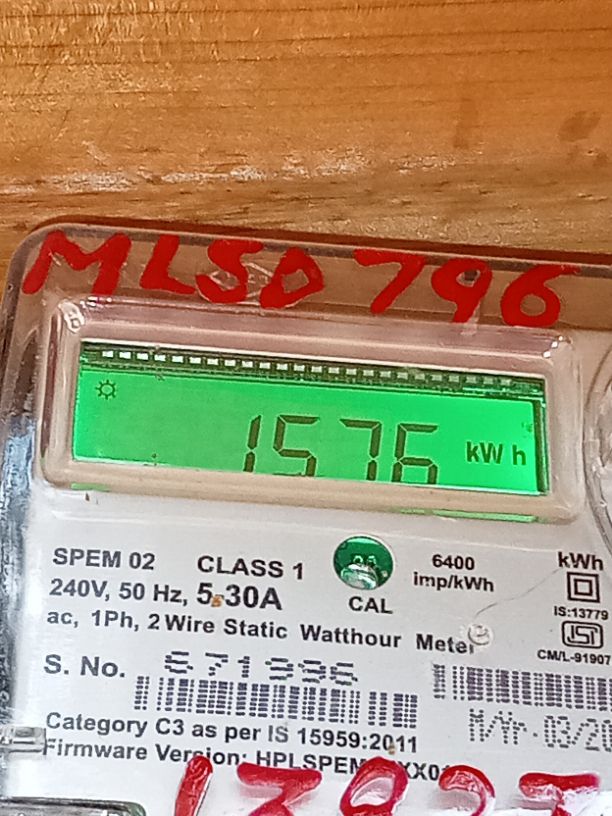 MLSD 796
1576 kWh
SPEM 02 CLASS 1
6400 imp/kWh
kWh
240V, 50 Hz, 5-30A
CAL
IS:13779
ac, 1Ph, 2 Wire Static Watthour Meter
ISI
CM/L-91907
S. No. 671996
M/Yr-03/20
Category C3 as per IS 15959:2011
Firmware Version: HPLSPEM